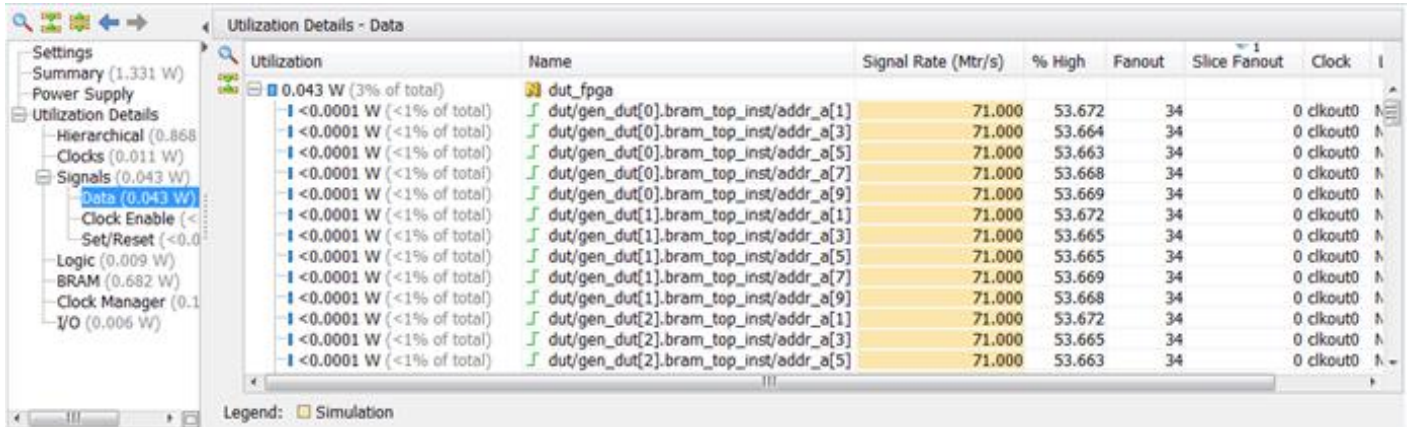 Utilization Details - Data
Settings
Summary (1.331 W)
Power Supply
Utilization Details
Hierarchical (0.868
Clocks (0.011 W)
Signals (0.043 W)
Data (0.043 W)
Clock Enable (<
Set/Reset (<0.0
Logic (0.009 W)
BRAM (0.682 W)
Clock Manager (0.1
I/O (0.006 W)
Utilization Name Signal Rate (Mtr/s) % High Fanout Slice Fanout 1 Clock
0.043 W (3% of total) dut_fpga
<0.0001 W (<1% of total) dut/gen_dut[0].bram_top_inst/addr_a[1] 71.000 53.672 34 0 clkout0
<0.0001 W (<1% of total) dut/gen_dut[0].bram_top_inst/addr_a[3] 71.000 53.664 34 0 clkout0
<0.0001 W (<1% of total) dut/gen_dut[0].bram_top_inst/addr_a[5] 71.000 53.663 34 0 clkout0
<0.0001 W (<1% of total) dut/gen_dut[0].bram_top_inst/addr_a[7] 71.000 53.668 34 0 clkout0
<0.0001 W (<1% of total) dut/gen_dut[0].bram_top_inst/addr_a[9] 71.000 53.669 34 0 clkout0
<0.0001 W (<1% of total) dut/gen_dut[1].bram_top_inst/addr_a[1] 71.000 53.672 34 0 clkout0
<0.0001 W (<1% of total) dut/gen_dut[1].bram_top_inst/addr_a[3] 71.000 53.665 34 0 clkout0
<0.0001 W (<1% of total) dut/gen_dut[1].bram_top_inst/addr_a[5] 71.000 53.665 34 0 clkout0
<0.0001 W (<1% of total) dut/gen_dut[1].bram_top_inst/addr_a[7] 71.000 53.669 34 0 clkout0
<0.0001 W (<1% of total) dut/gen_dut[1].bram_top_inst/addr_a[9] 71.000 53.668 34 0 clkout0
<0.0001 W (<1% of total) dut/gen_dut[2].bram_top_inst/addr_a[1] 71.000 53.672 34 0 clkout0
<0.0001 W (<1% of total) dut/gen_dut[2].bram_top_inst/addr_a[3] 71.000 53.665 34 0 clkout0
<0.0001 W (<1% of total) dut/gen_dut[2].bram_top_inst/addr_a[5] 71.000 53.663 34 0 clkout0
Legend: Simulation